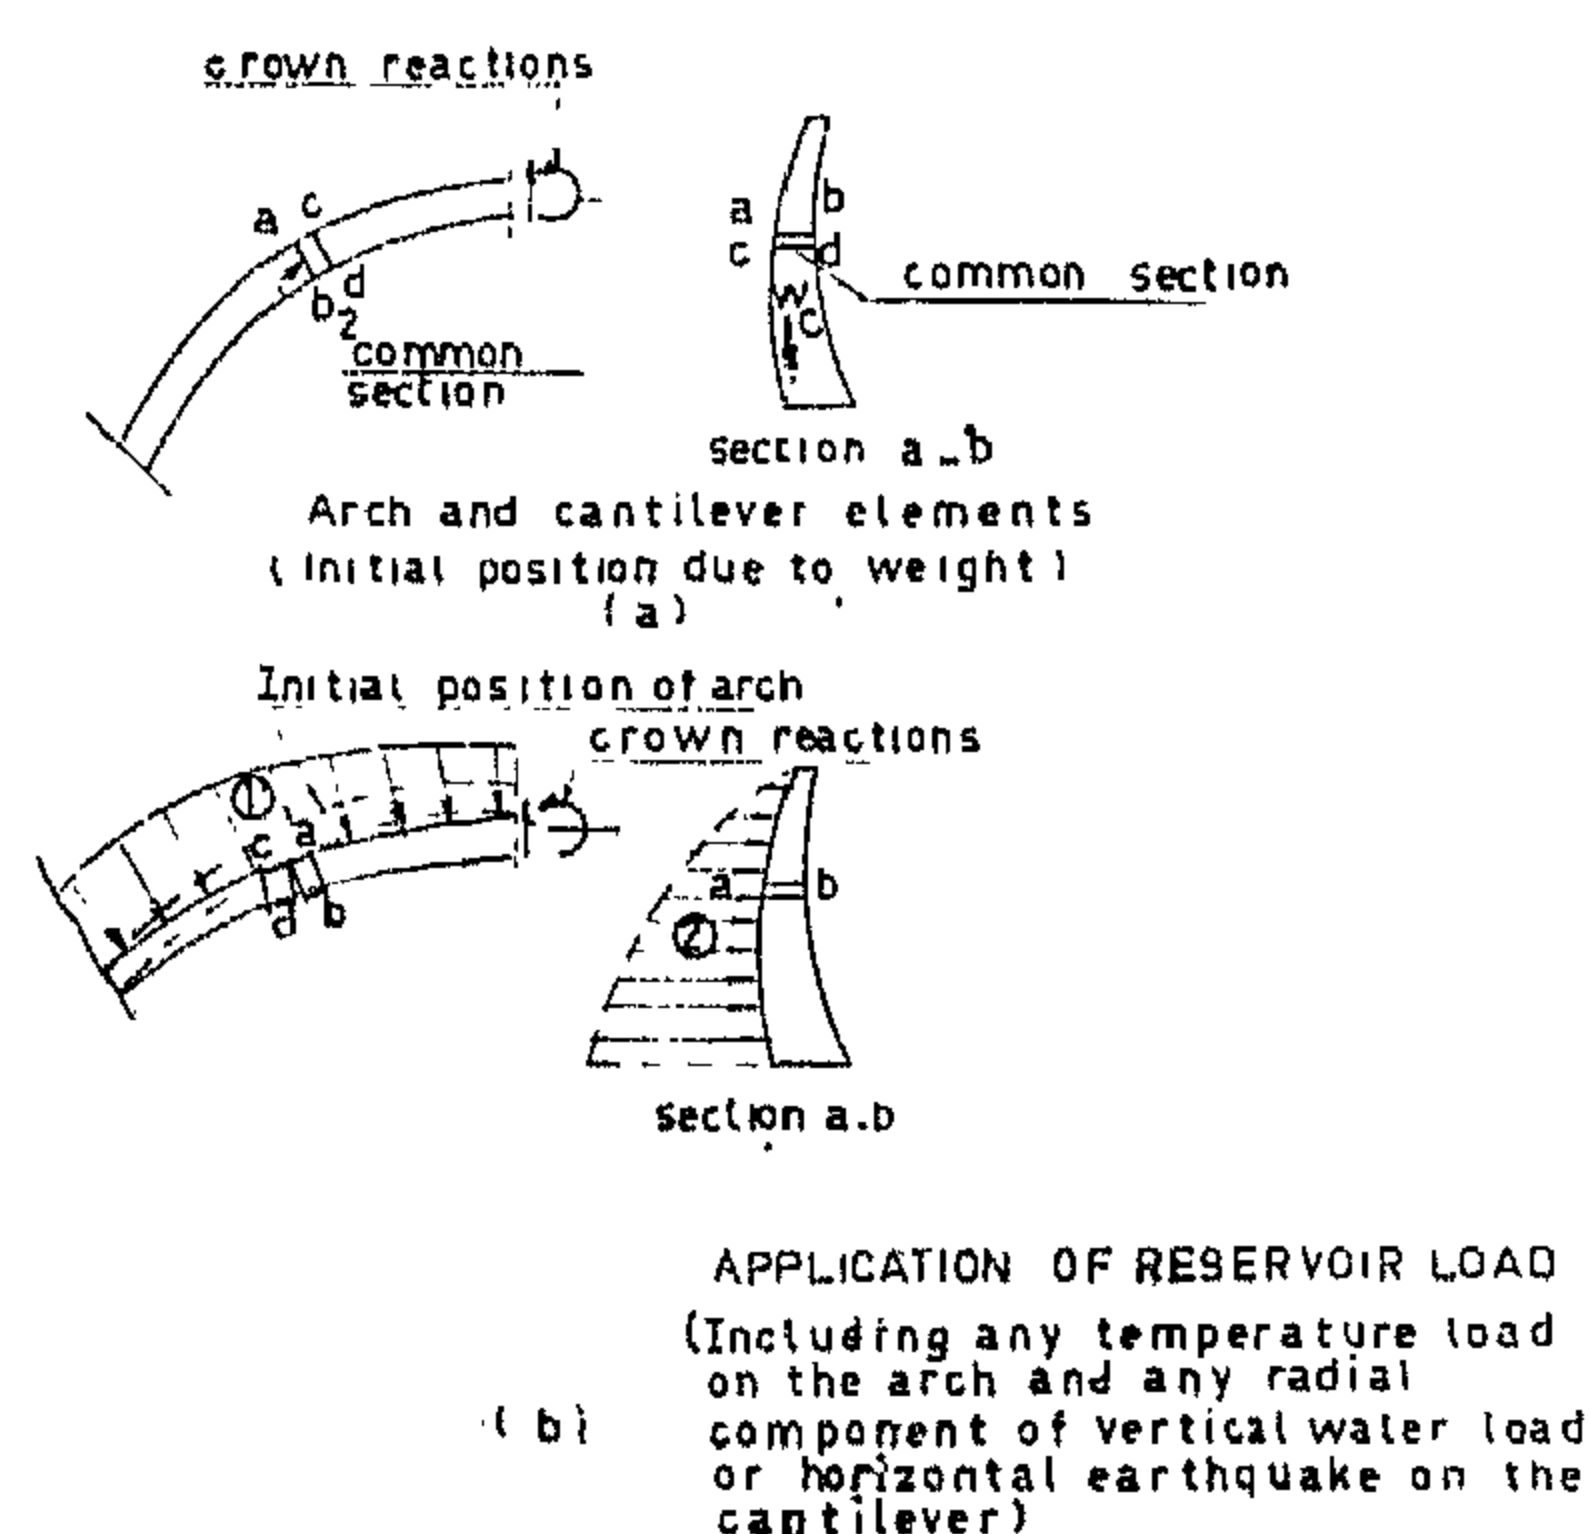 crown reactions
a c
b d
2
common
section
a b
c d
common section
Wc
section a-b
Arch and cantilever elements
(Initial position due to weight)
(a)
Initial position of arch
crown reactions
1
c a
d b
a b
2
section a.b
APPLICATION OF RESERVOIR LOAD
(Including any temperature load
on the arch and any radial
(b) component of vertical water load
or horizontal earthquake on the
cantilever)